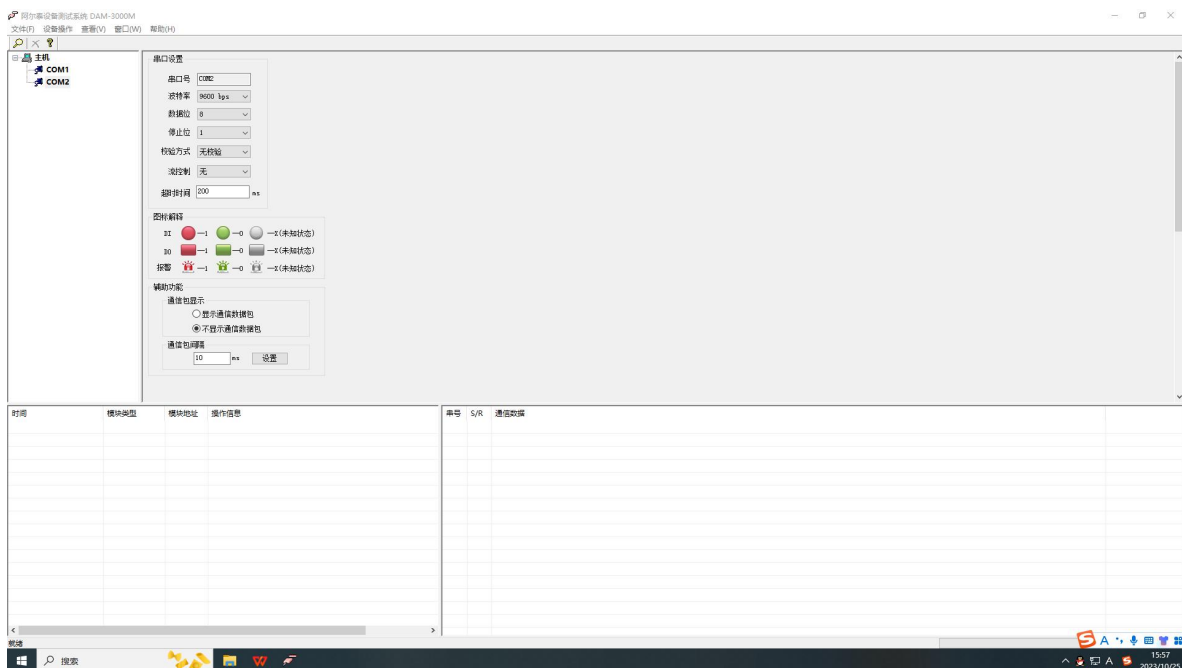 阿尔泰设备测试系统 DAM-3000M
文件(F) 设备操作 查看(V) 窗口(W) 帮助(H)
主机
COM1
COM2
串口设置
串口号 COM2
波特率 9600 bps
数据位 8
停止位 1
校验方式 无校验
流控制 无
超时时间 200 ms
图标解释
DI —1 —0 —X(未知状态)
DO —1 —0 —X(未知状态)
报警 —1 —0 —X(未知状态)
辅助功能
通信包显示
显示通信数据包
不显示通信数据包
通信包间隔
10 ms 设置
时间 模块类型 模块地址 操作信息
串号 S/R 通信数据
就绪
搜索
15:57
2023/10/25